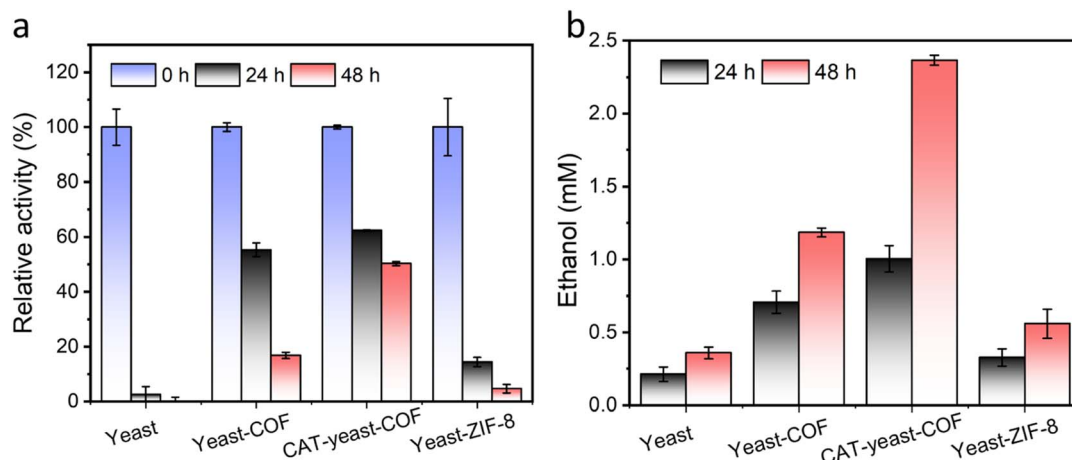 a
Relative activity (%)
120
100
80
60
40
20
0
0 h 24 h 48 h
Yeast Yeast-COF CAT-yeast-COF Yeast-ZIF-8
b
Ethanol (mM)
2.5
2.0
1.5
1.0
0.5
0.0
24 h 48 h
Yeast Yeast-COF CAT-yeast-COF Yeast-ZIF-8